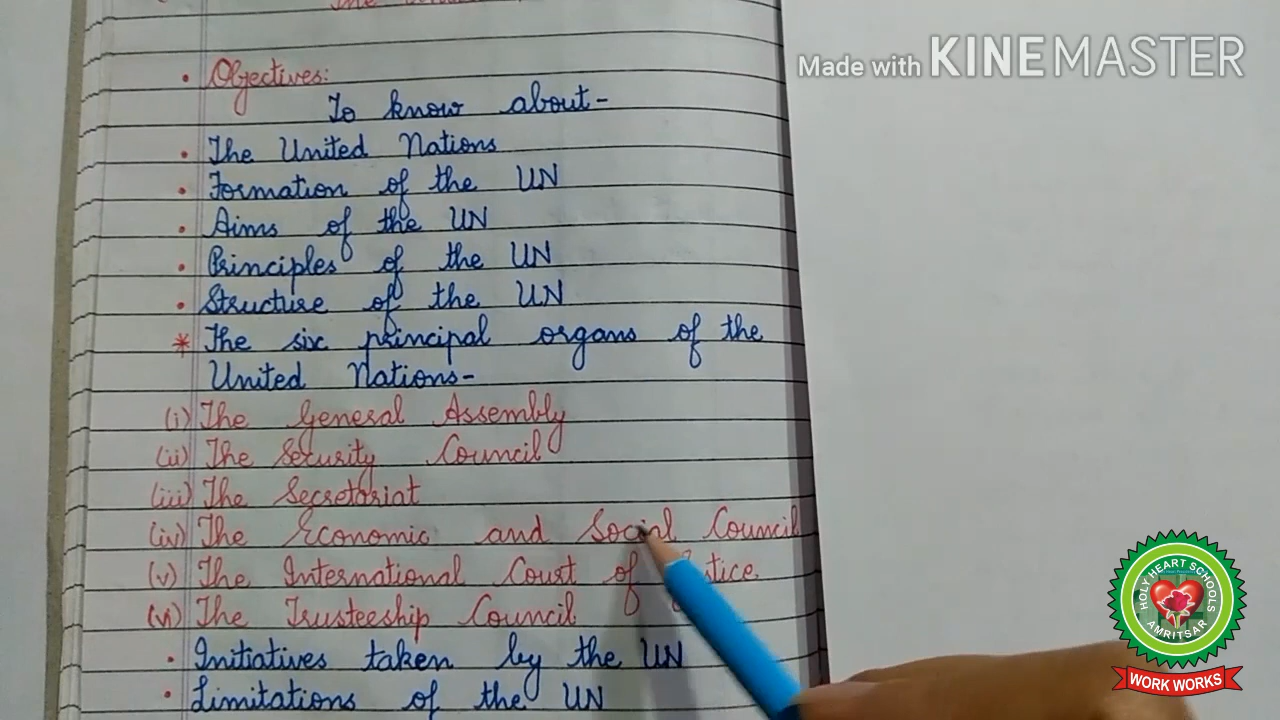 The
Made with KINEMASTER
• Objectives:
To know about-
• The United Nations
• Formation of the UN
• Aims of the UN
• Principles of the UN
• Structure of the UN
* The six principal organs of the
United Nations-
(i) The General Assembly
(ii) The Security Council
(iii) The Secretariat
(iv) The Economic and Social Council
(v) The International Court of tice.
(vi) The Trusteeship Council
• Initiatives taken by the UN
• Limitations of the UN
HOLY HEART SCHOOLS
AMRITSAR
WORK WORKS